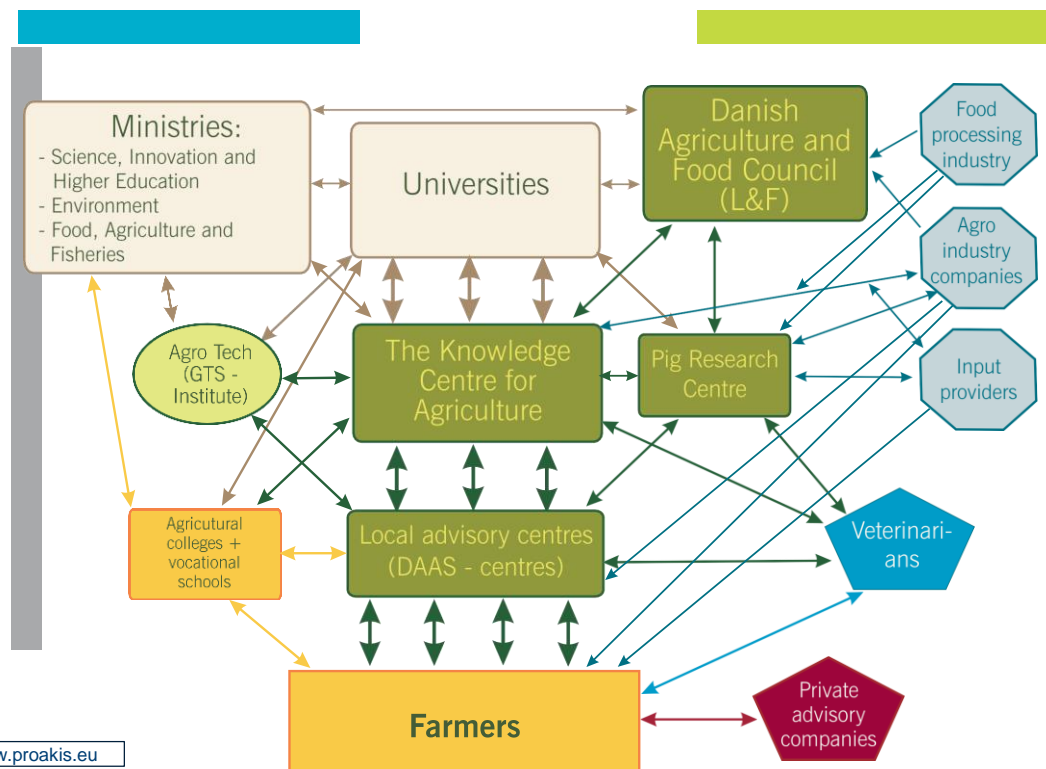 Ministries:
- Science, Innovation and
Higher Education
- Environment
- Food, Agriculture and
Fisheries
Universities
Danish
Agriculture and
Food Council
(L&F)
Food
processing
industry
Agro
industry
companies
Input
providers
Agro Tech
(GTS -
Institute)
The Knowledge
Centre for
Agriculture
Pig Research
Centre
Agricutural
colleges +
vocational
schools
Local advisory centres
(DAAS - centres)
Veterinari-
ans
Farmers
Private
advisory
companies
w.proakis.eu